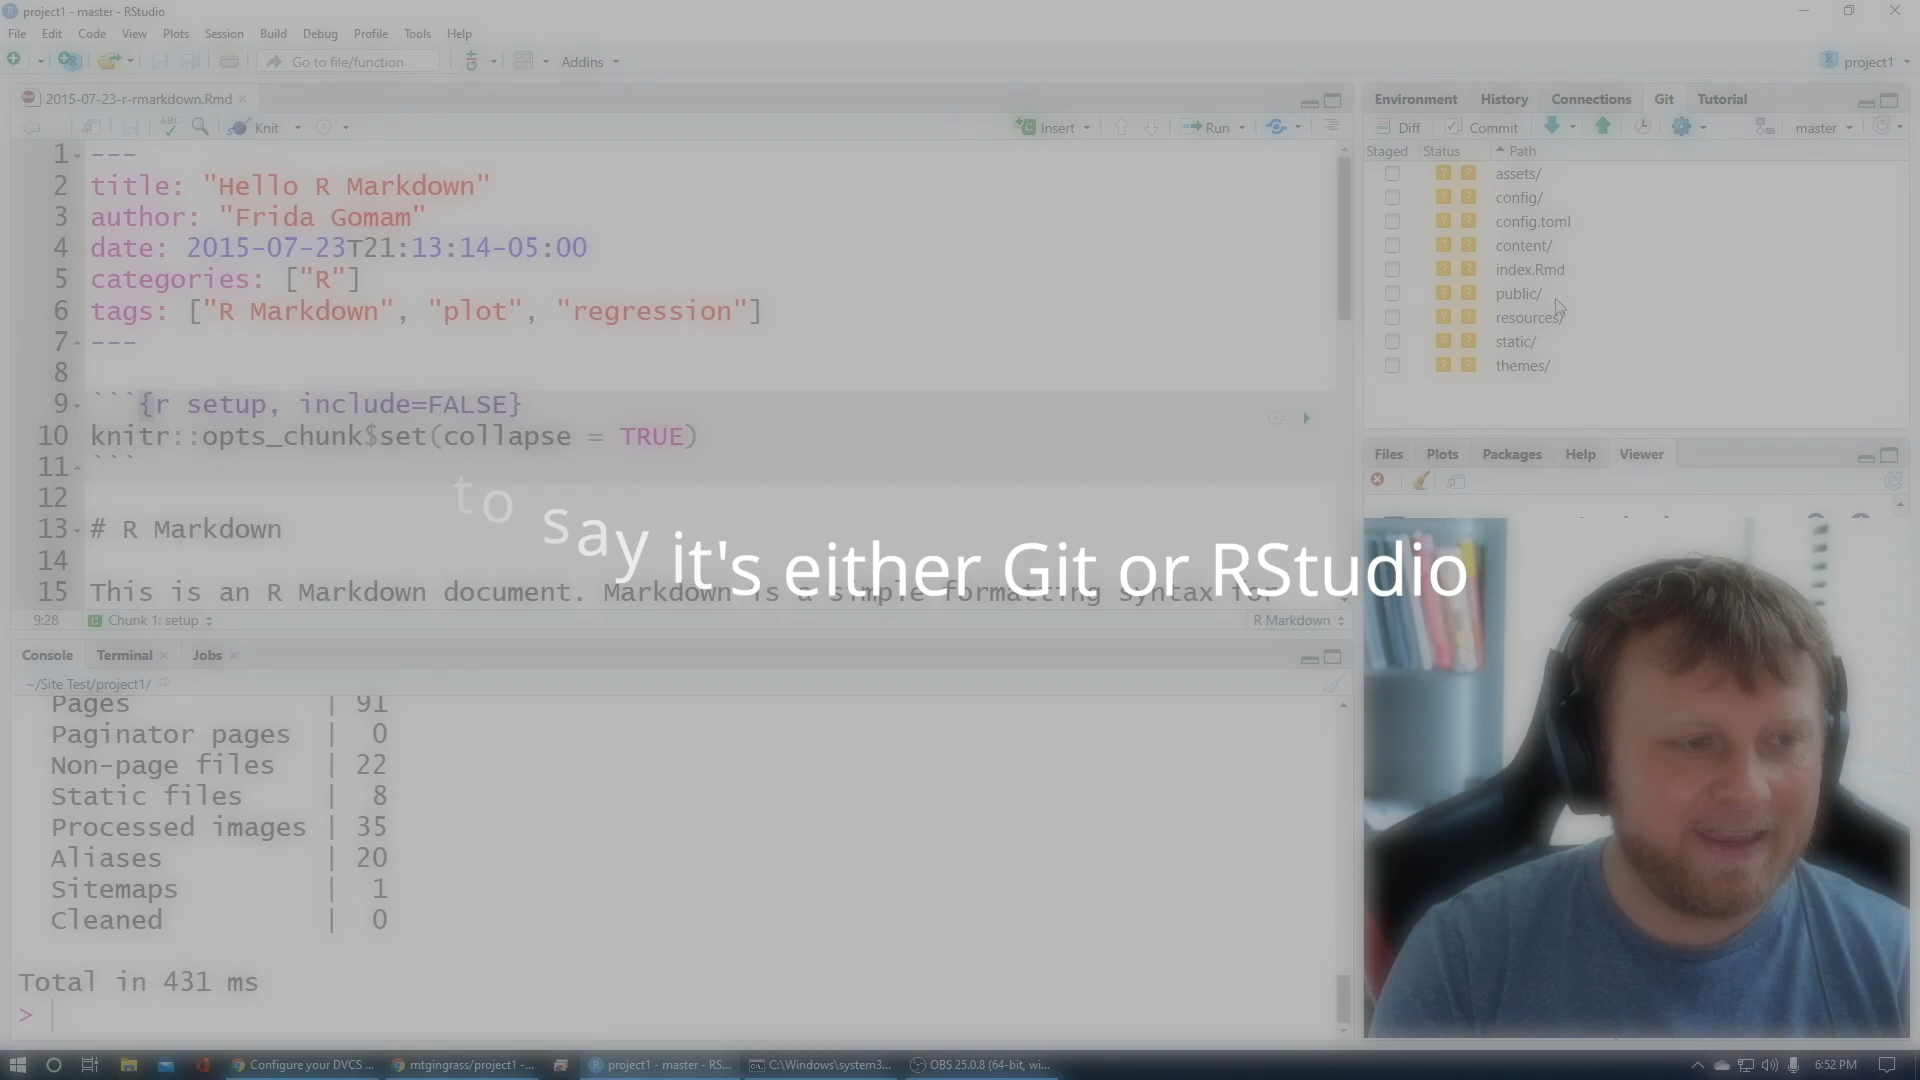 project1 - master - RStudio
File Edit Code View Plots Session Build Debug Profile Tools Help
Go to file/function Addins project1
2015-07-23-r-rmarkdown.Rmd
ABC Knit Insert Run
1 ---
2 title: "Hello R Markdown"
3 author: "Frida Gomam"
4 date: 2015-07-23T21:13:14-05:00
5 categories: ["R"]
6 tags: ["R Markdown", "plot", "regression"]
7 ---
8
9 ```{r setup, include=FALSE}
10 knitr::opts_chunk$set(collapse = TRUE)
11 ```
12
13 # R Markdown
14
15 This is an R Markdown document. Markdown is a simple formatting syntax for
to say it's either Git or RStudio
9:28 Chunk 1: setup R Markdown
Console Terminal Jobs
~/Site Test/project1/
Pages | 91
Paginator pages | 0
Non-page files | 22
Static files | 8
Processed images | 35
Aliases | 20
Sitemaps | 1
Cleaned | 0
Total in 431 ms
>
Environment History Connections Git Tutorial
Diff Commit master
Staged Status Path
? ? assets/
? ? config/
? ? config.toml
? ? content/
? ? index.Rmd
? ? public/
? ? resources/
? ? static/
? ? themes/
Files Plots Packages Help Viewer
Configure your DVCS ... mtgingrass/project1 -... project1 - master - RS... C:\Windows\system3... OBS 25.0.8 (64-bit, wi... 6:52 PM